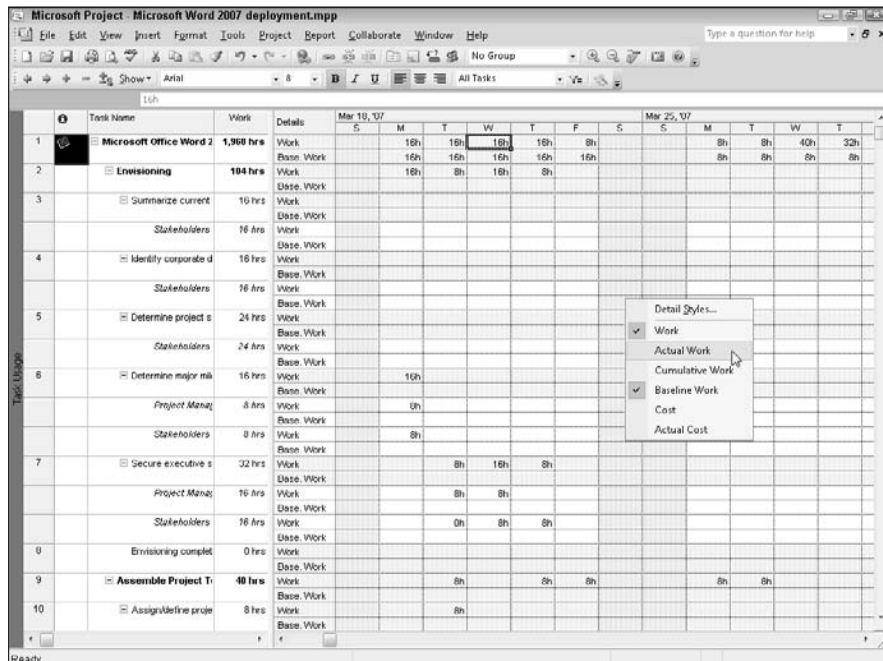 Microsoft Project - Microsoft Word 2007 deployment.mpp
File Edit View Insert Format Tools Project Report Collaborate Window Help Type a question for help
No Group
Show Arial 8 B I U All Tasks
16h
Task Name Work Details Mar 18, '07 Mar 25, '07
S M T W T F S S M T W T
1 Microsoft Office Word 2 1,968 hrs Work 16h 16h 16h 16h 8h 8h 8h 40h 32h
Base. Work 16h 16h 16h 16h 16h 8h 8h 8h 8h
2 Envisioning 104 hrs Work 16h 8h 16h 8h
Base. Work
3 Summarize current 16 hrs Work
Base. Work
Stakeholders 16 hrs Work
Base. Work
4 Identify corporate d 16 hrs Work
Base. Work
Stakeholders 16 hrs Work
Base. Work
5 Determine project s 24 hrs Work
Base. Work
Stakeholders 24 hrs Work
Base. Work
6 Determine major mil 16 hrs Work 16h
Base. Work
Project Manag 8 hrs Work 8h
Base. Work
Stakeholders 8 hrs Work 8h
Base. Work
7 Secure executive s 32 hrs Work 8h 16h 8h
Base. Work
Project Manag 16 hrs Work 8h 8h
Base. Work
Stakeholders 16 hrs Work 0h 8h 8h
Base. Work
8 Envisioning complet 0 hrs Work
Base. Work
9 Assemble Project T 40 hrs Work 8h 8h 8h 8h 8h
Base. Work
10 Assign/define proje 8 hrs Work 8h
Base. Work
Task Usage
Detail Styles...
Work
Actual Work
Cumulative Work
Baseline Work
Cost
Actual Cost
Ready